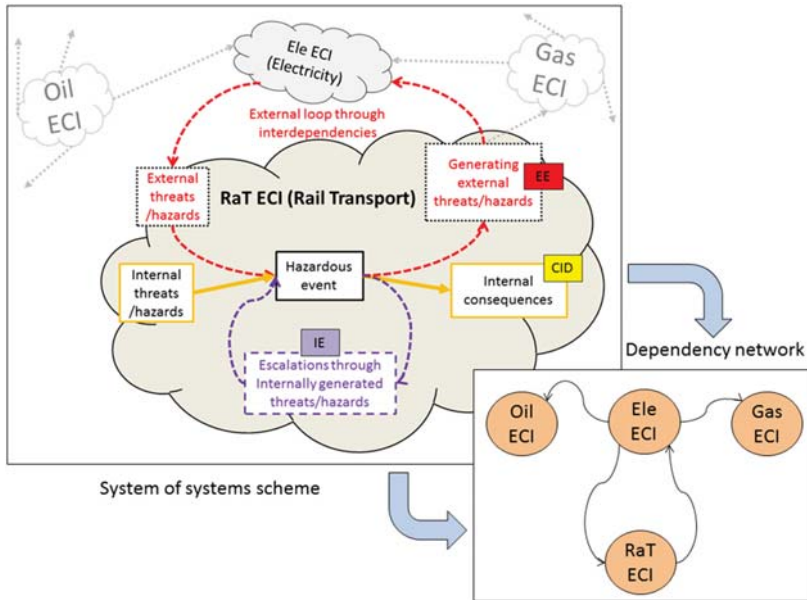 Ele ECI
(Electricity)
Oil
ECI
Gas
ECI
External loop through
interdependencies
External
threats
/hazards
RaT ECI (Rail Transport)
Generating
external
threats/hazards
EE
Internal
threats
/hazards
Hazardous
event
Internal
consequences
CID
IE
Escalations through
Internally generated
threats/hazards
System of systems scheme
Dependency network
Oil
ECI
Ele
ECI
Gas
ECI
RaT
ECI